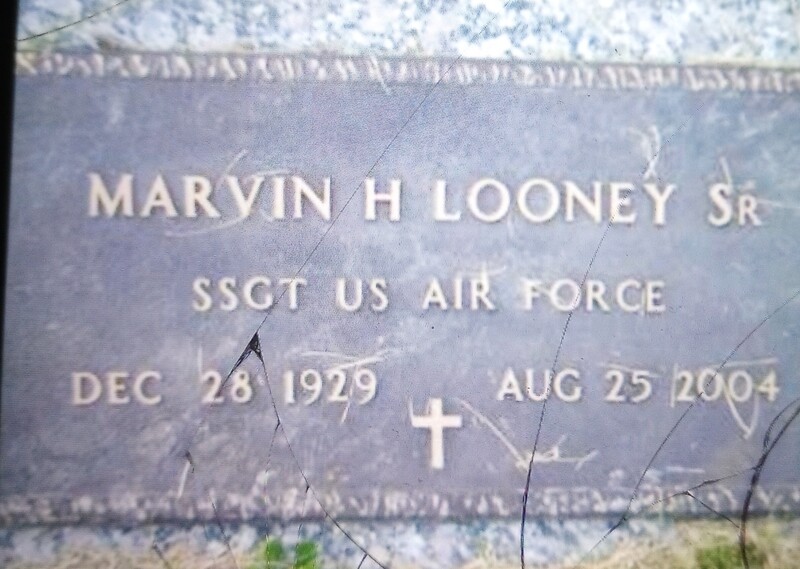 MARVIN H LOONEY SR
SSGT US AIR FORCE
DEC 28 1929 AUG 25 2004